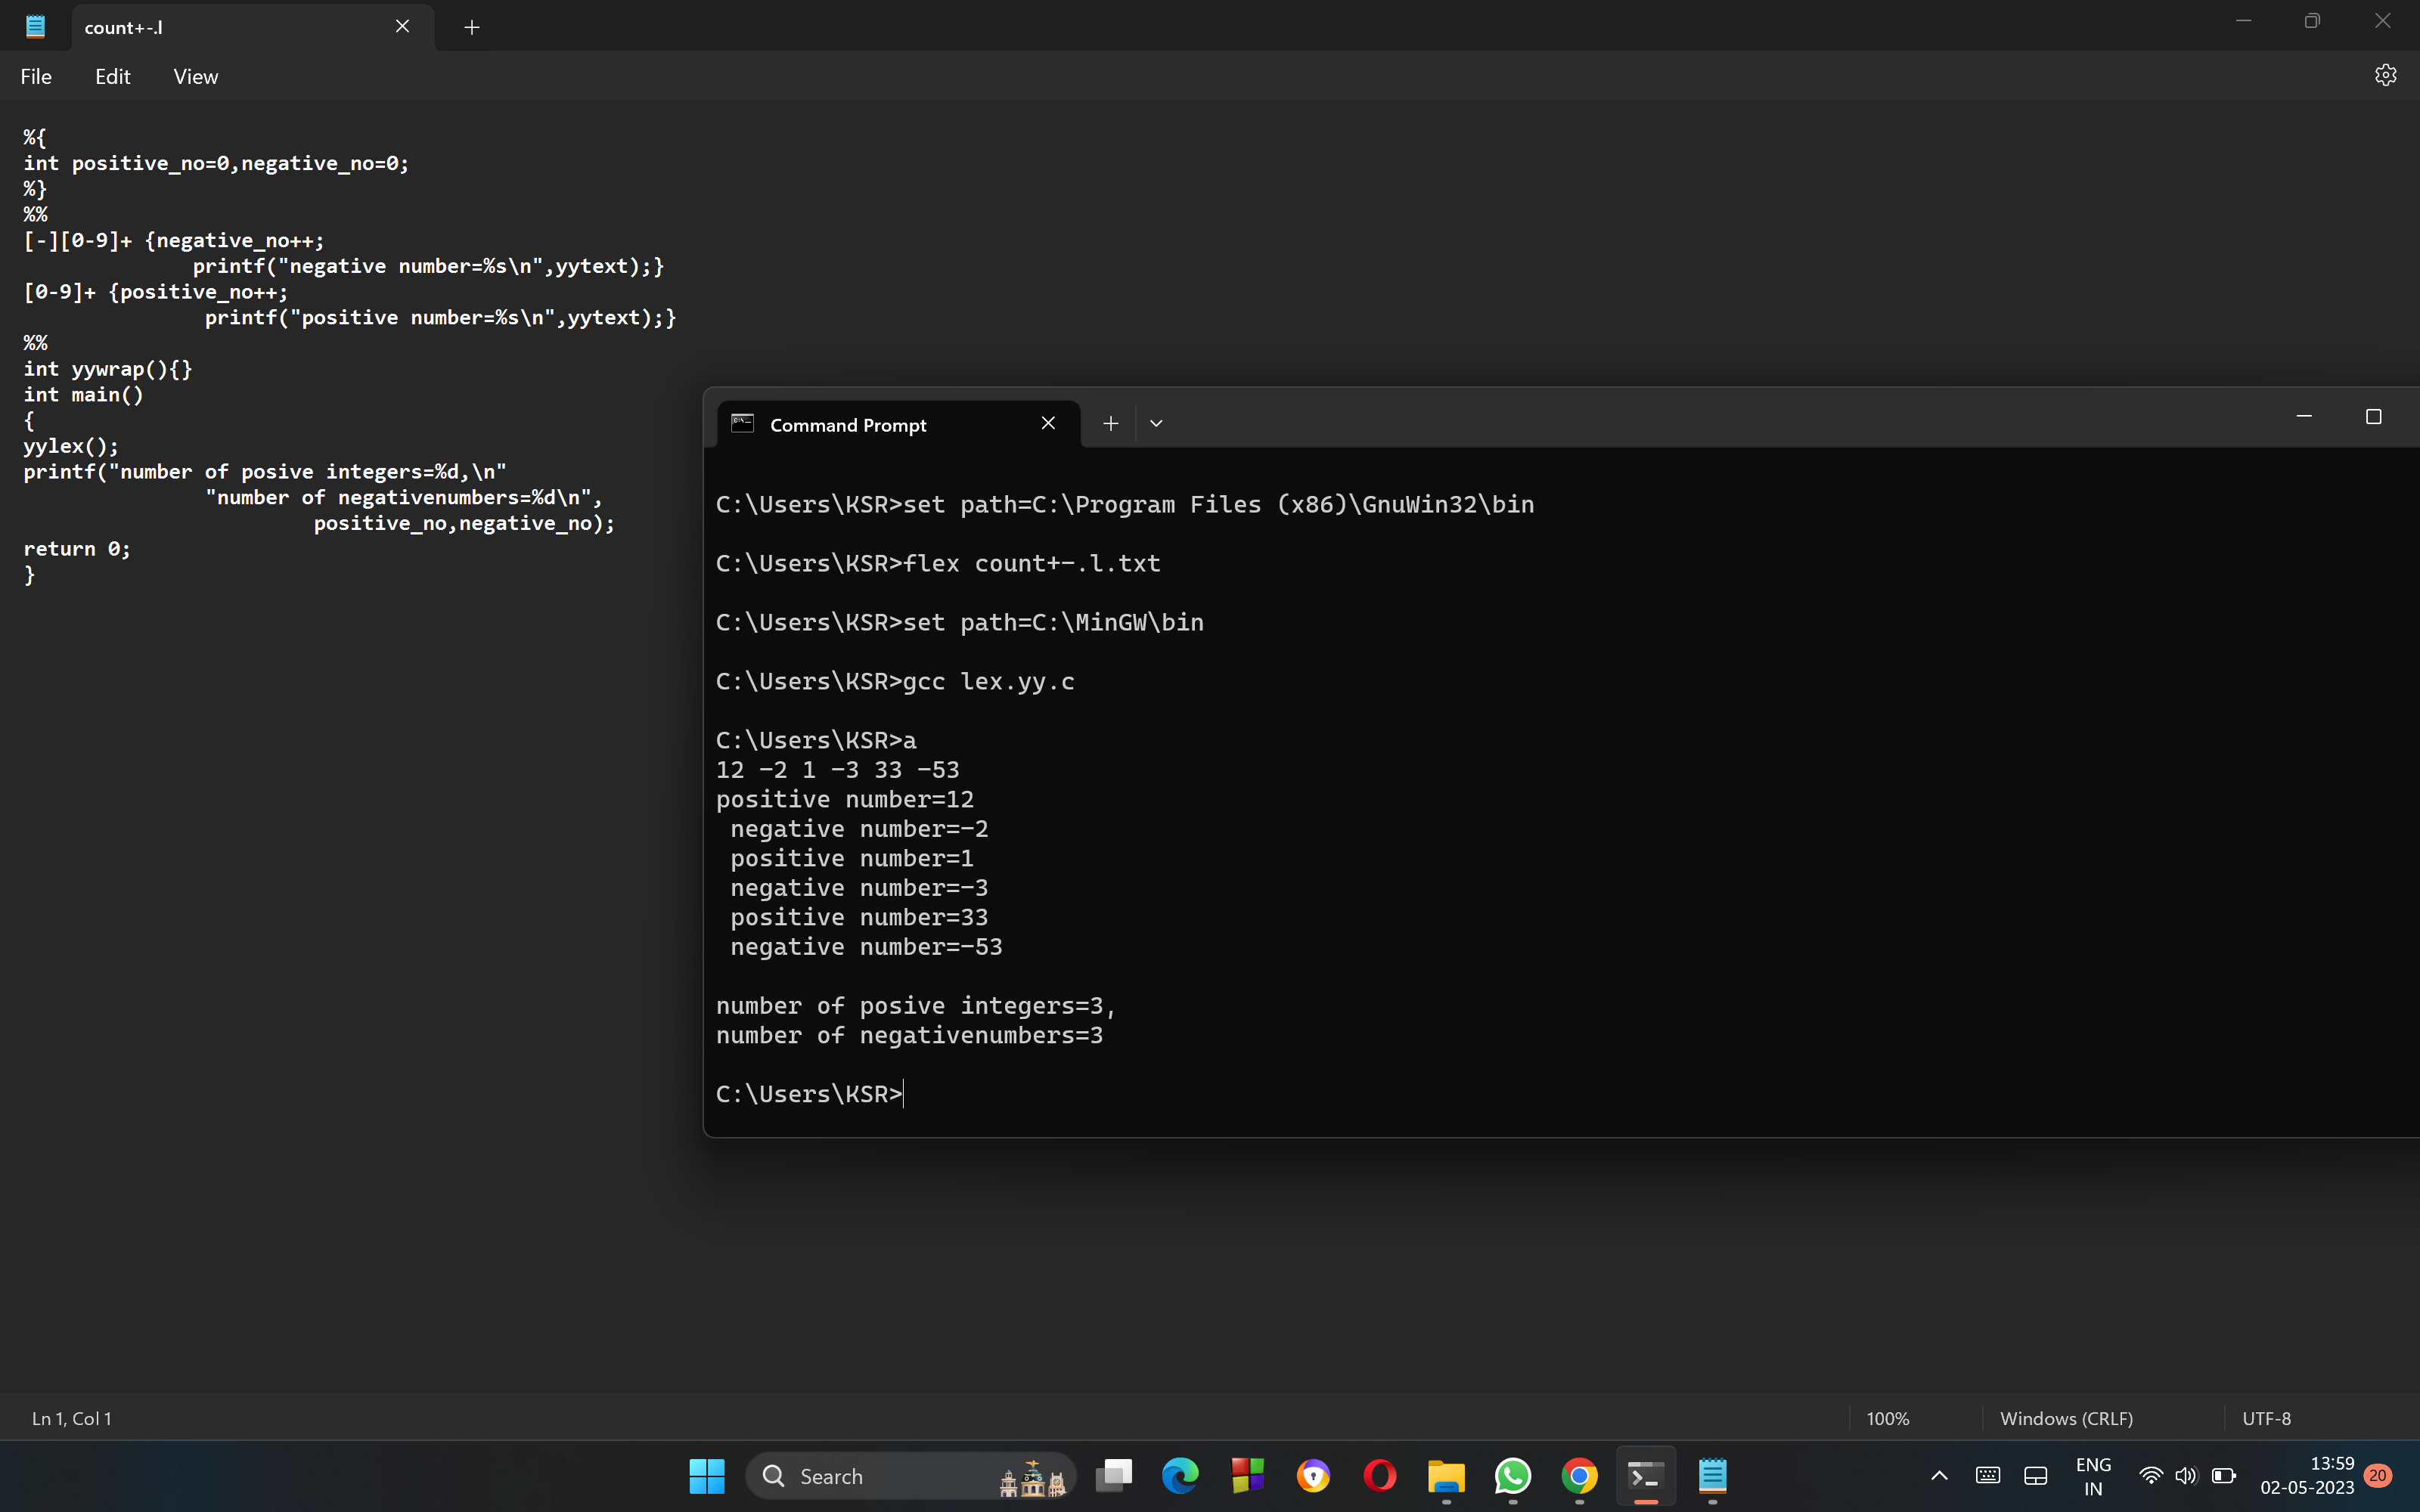 count+-.l
File Edit View
%{
int positive_no=0,negative_no=0;
%}
%%
[-][0-9]+ {negative_no++;
printf("negative number=%s\n",yytext);}
[0-9]+ {positive_no++;
printf("positive number=%s\n",yytext);}
%%
int yywrap(){}
int main()
{
yylex();
printf("number of posive integers=%d,\n"
"number of negativenumbers=%d\n",
positive_no,negative_no);
return 0;
}
Command Prompt
C:\Users\KSR>set path=C:\Program Files (x86)\GnuWin32\bin
C:\Users\KSR>flex count+-.l.txt
C:\Users\KSR>set path=C:\MinGW\bin
C:\Users\KSR>gcc lex.yy.c
C:\Users\KSR>a
12 -2 1 -3 33 -53
positive number=12
negative number=-2
positive number=1
negative number=-3
positive number=33
negative number=-53
number of posive integers=3,
number of negativenumbers=3
C:\Users\KSR>
Ln 1, Col 1 100% Windows (CRLF) UTF-8
Search
ENG
IN
13:59
02-05-2023
20